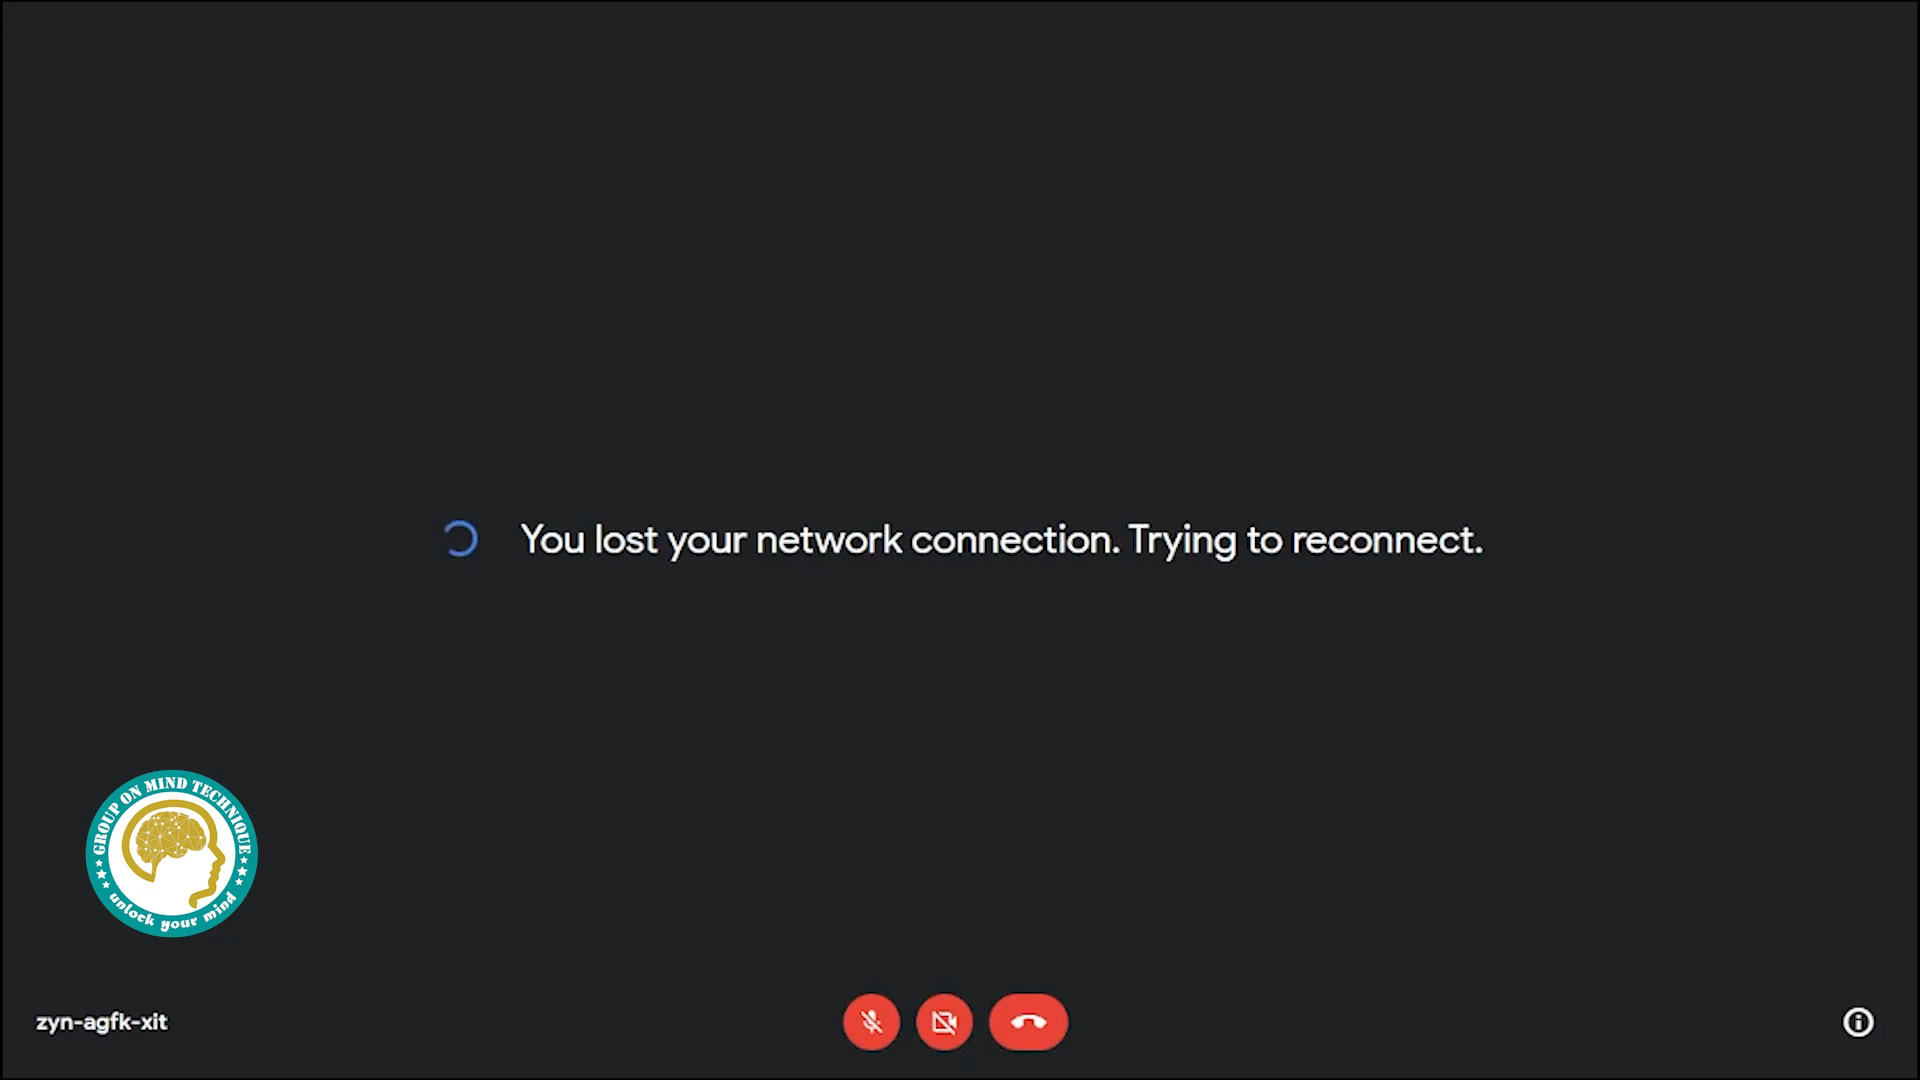 You lost your network connection. Trying to reconnect.
GROUP ON MIND TECHNIQUE
unlock your mind
zyn-agfk-xit